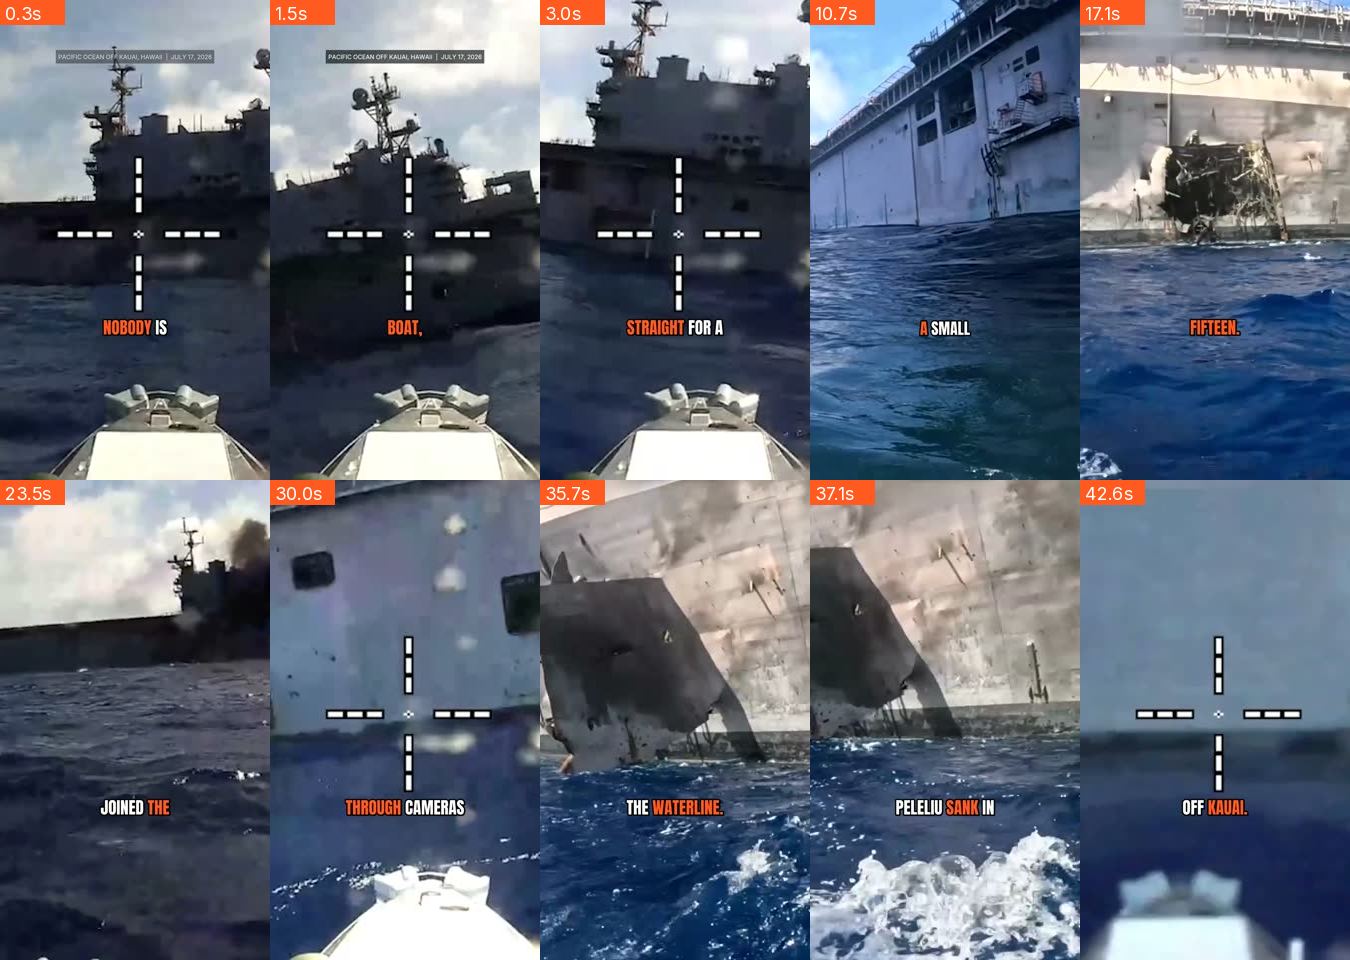 0.3s
PACIFIC OCEAN OFF KAUAI, HAWAII | JULY 17, 2026
NOBODY IS
1.5s
PACIFIC OCEAN OFF KAUAI, HAWAII | JULY 17, 2026
BOAT,
3.0s
STRAIGHT FOR A
10.7s
A SMALL
17.1s
FIFTEEN.
23.5s
JOINED THE
30.0s
THROUGH CAMERAS
35.7s
THE WATERLINE.
37.1s
PELELIU SANK IN
42.6s
OFF KAUAI.